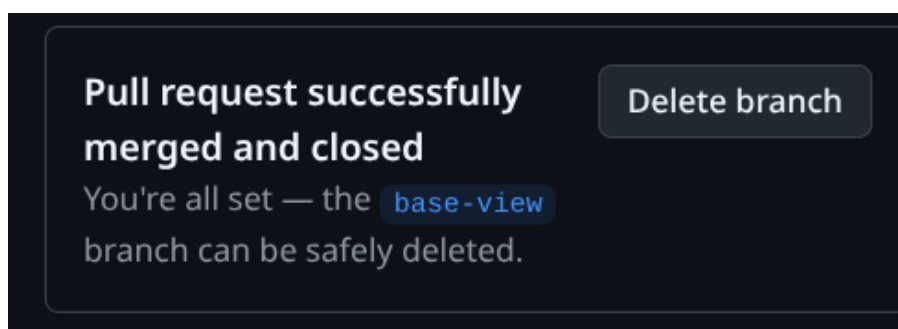 Pull request successfully
merged and closed
Delete branch
You're all set — the base-view
branch can be safely deleted.